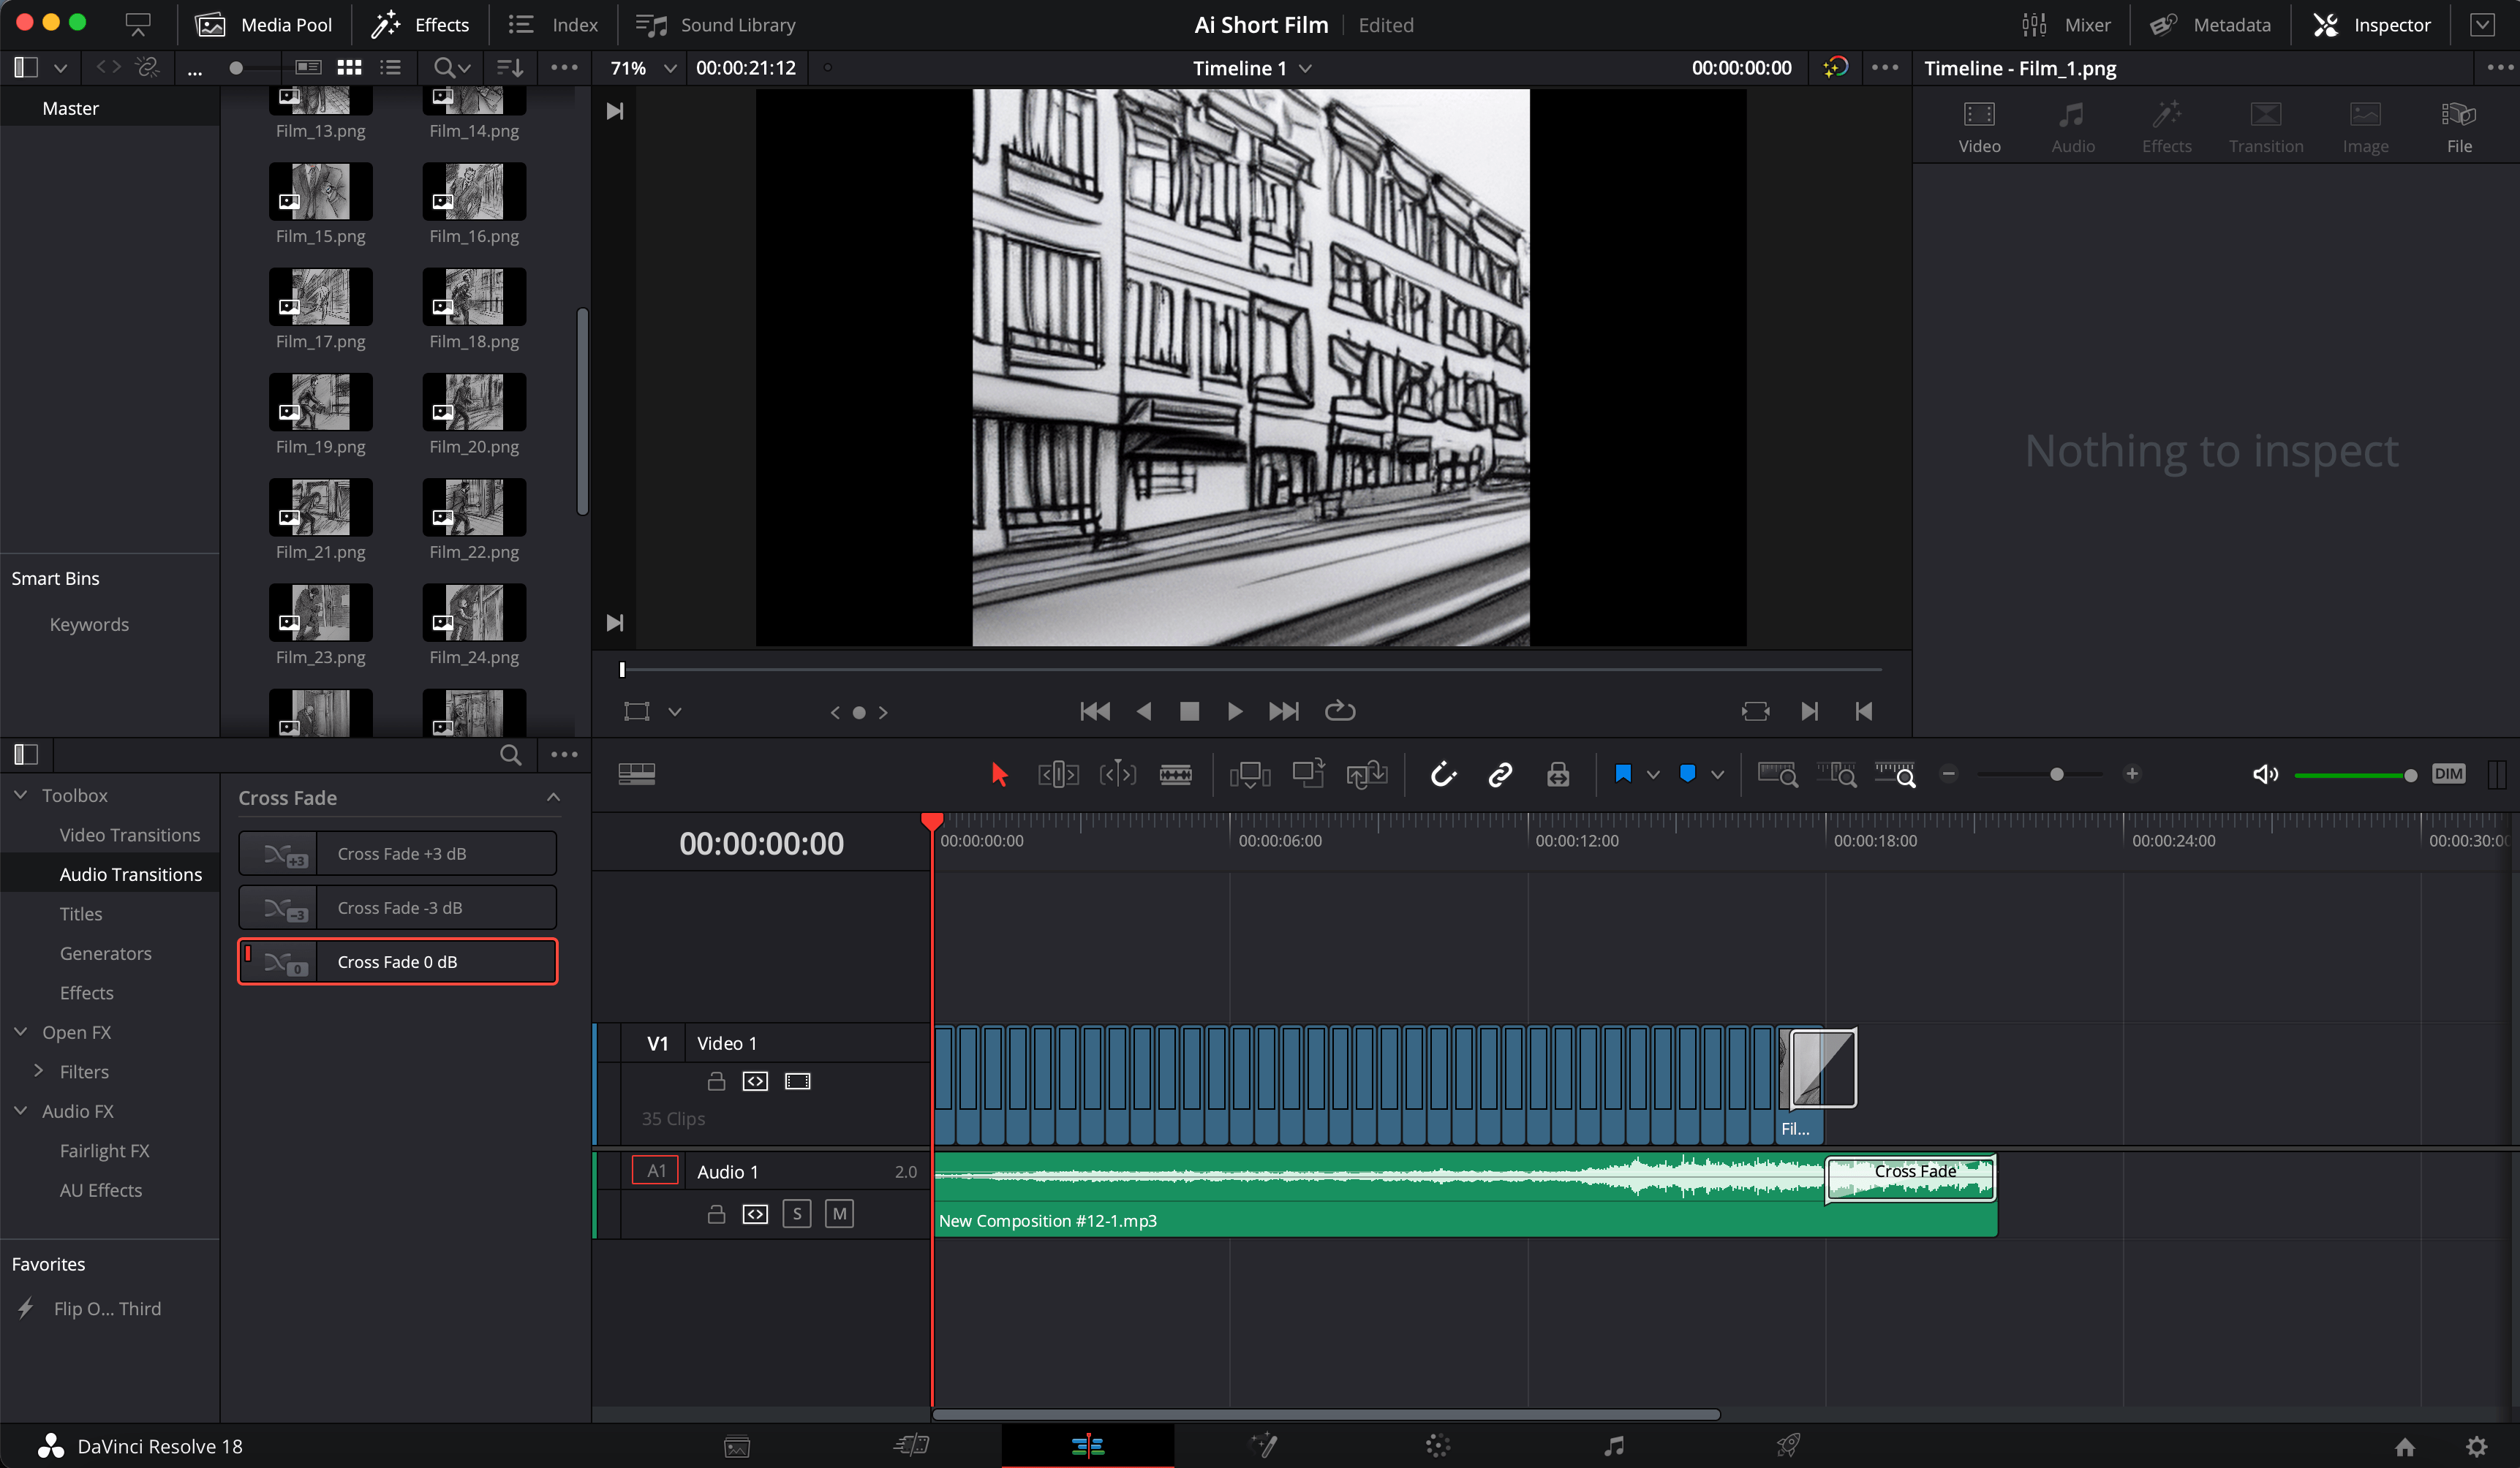 Media Pool
Effects
Index
Sound Library
Ai Short Film
Edited
Mixer
Metadata
Inspector
...
71%
00:00:21:12
Timeline 1
00:00:00:00
Timeline - Film_1.png
Master
Film_13.png
Film_14.png
Film_15.png
Film_16.png
Film_17.png
Film_18.png
Film_19.png
Film_20.png
Film_21.png
Film_22.png
Film_23.png
Film_24.png
Smart Bins
Keywords
Video
Audio
Effects
Transition
Image
File
Nothing to inspect
Toolbox
Video Transitions
Audio Transitions
Titles
Generators
Effects
Open FX
Filters
Audio FX
Fairlight FX
AU Effects
Favorites
Flip O... Third
Cross Fade
+3
Cross Fade +3 dB
-3
Cross Fade -3 dB
0
Cross Fade 0 dB
DIM
00:00:00:00
00:00:00:00
00:00:06:00
00:00:12:00
00:00:18:00
00:00:24:00
00:00:30:00
V1
Video 1
35 Clips
Fil...
A1
Audio 1
2.0
S
M
Cross Fade
New Composition #12-1.mp3
DaVinci Resolve 18